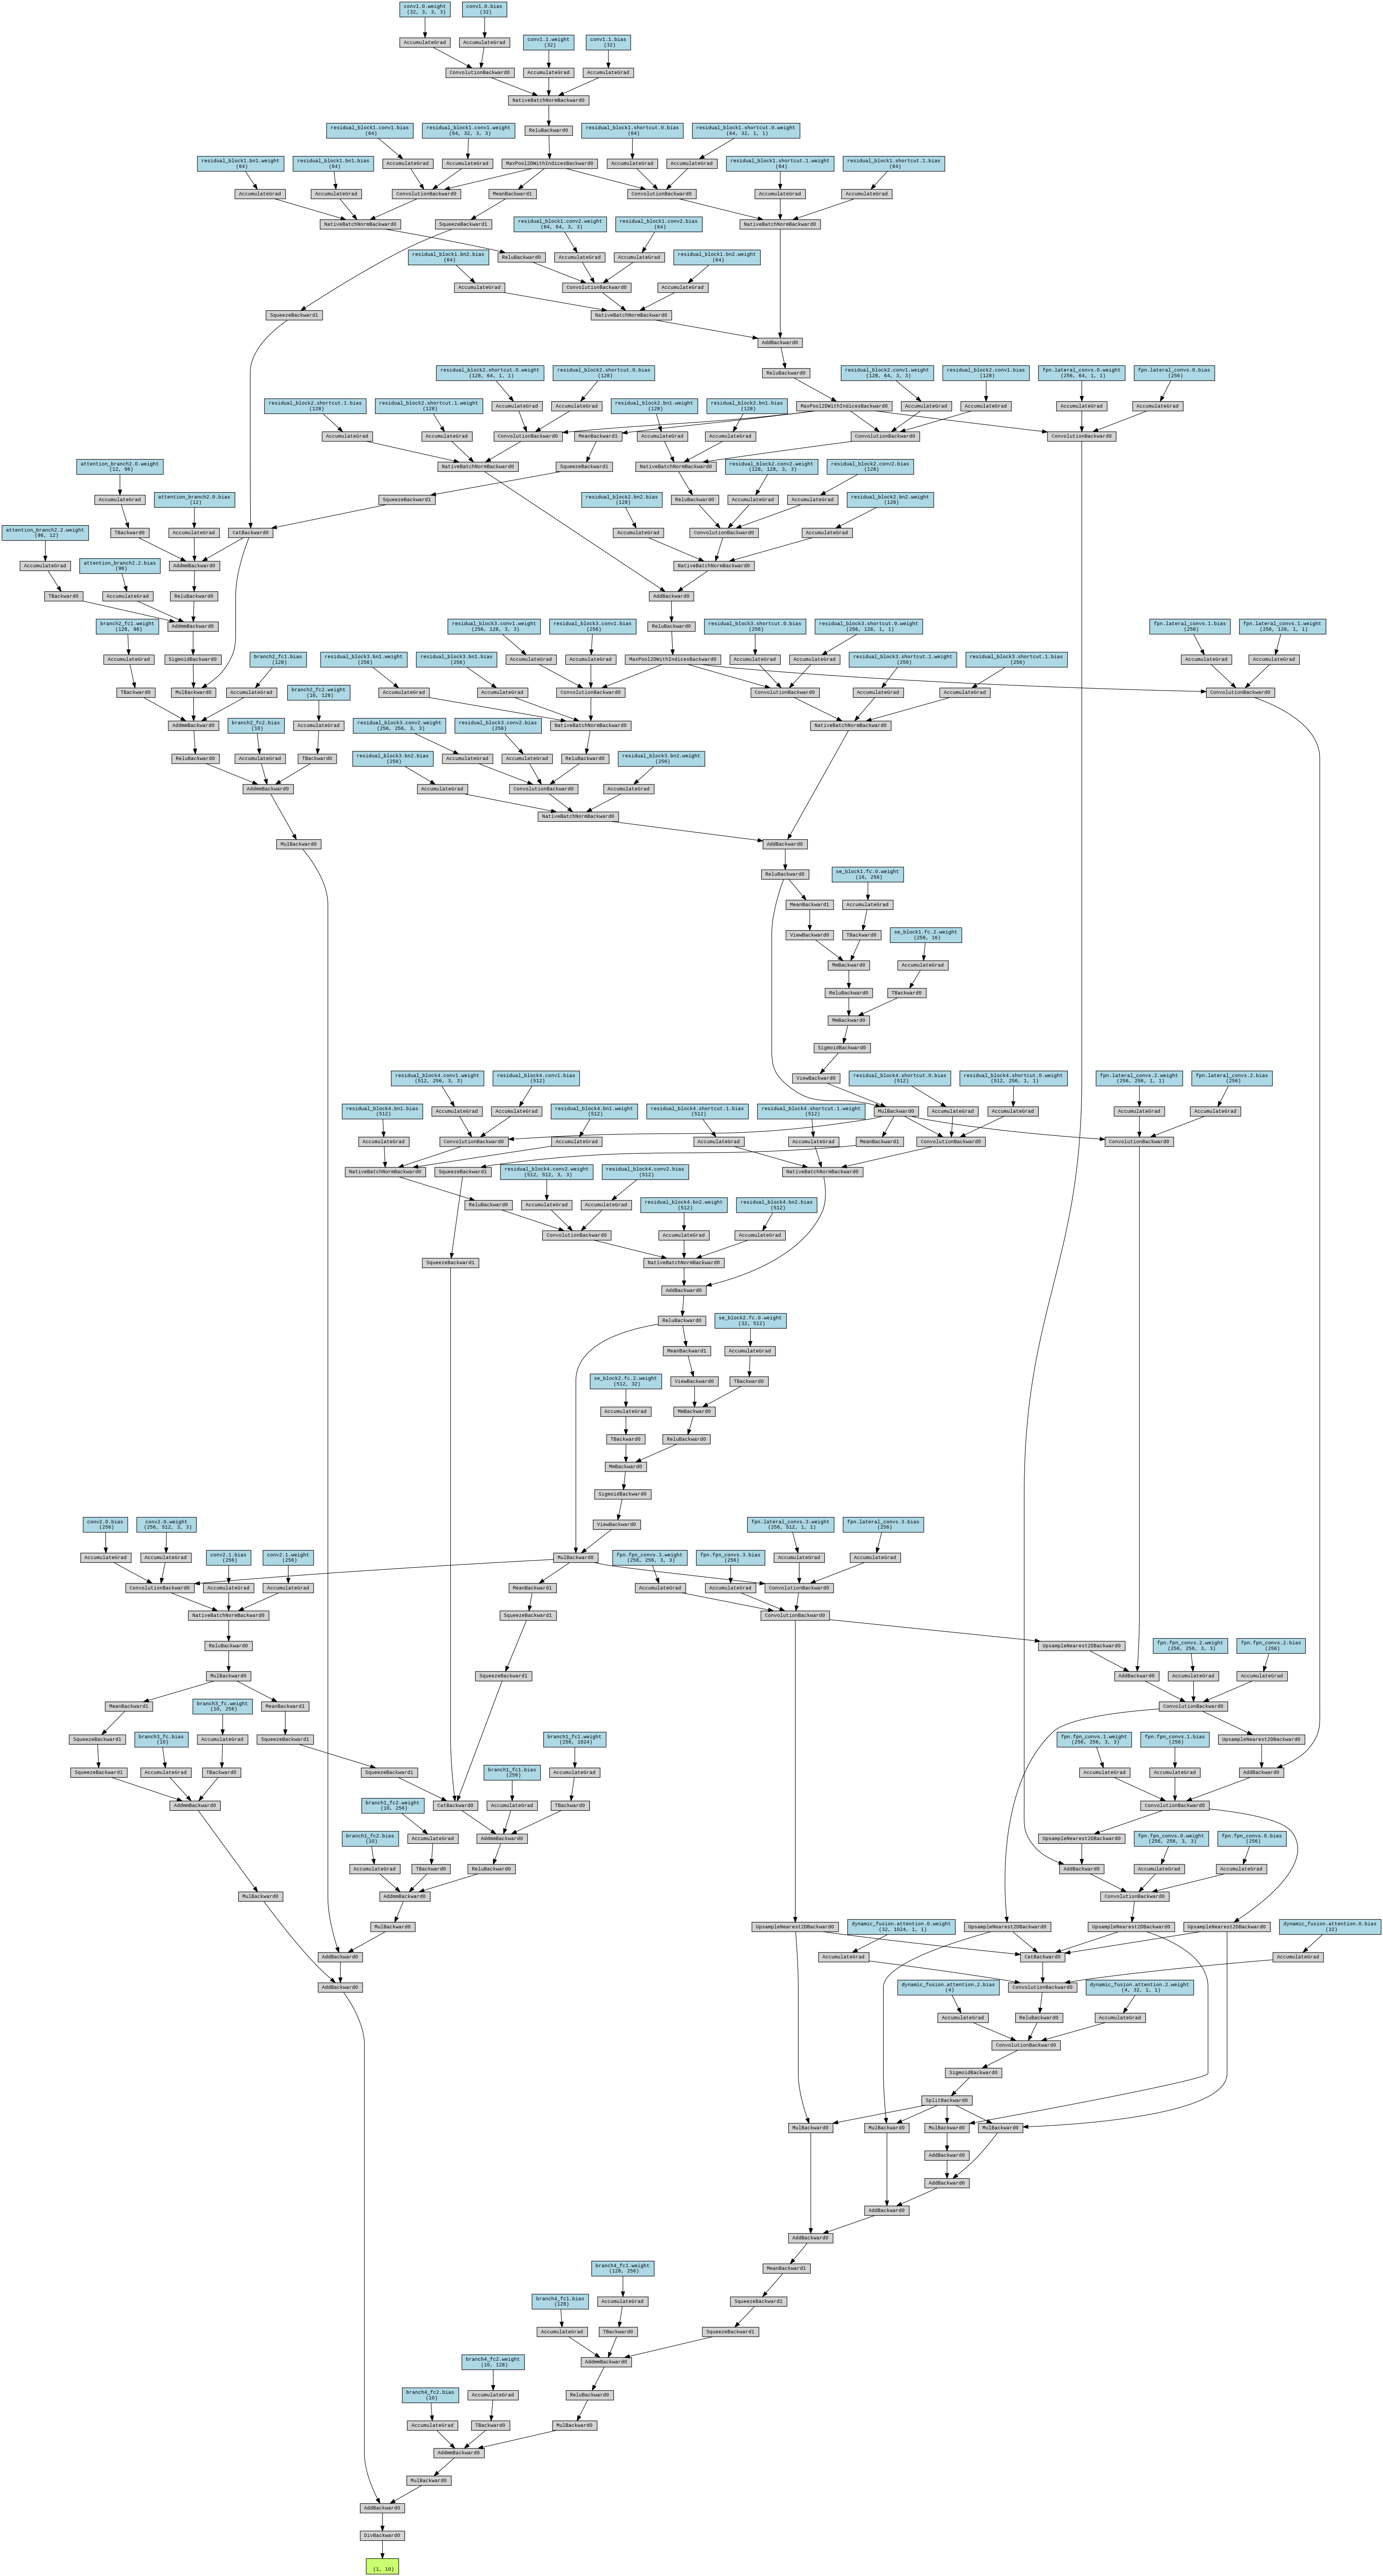 conv1.0.weight
(32, 3, 3, 3)
conv1.0.bias
(32)
AccumulateGrad
AccumulateGrad
conv1.1.weight
(32)
conv1.1.bias
(32)
ConvolutionBackward0
AccumulateGrad
AccumulateGrad
NativeBatchNormBackward0
residual_block1.conv1.bias
(64)
residual_block1.conv1.weight
(64, 32, 3, 3)
ReluBackward0
residual_block1.shortcut.0.bias
(64)
residual_block1.shortcut.0.weight
(64, 32, 1, 1)
residual_block1.bn1.weight
(64)
residual_block1.bn1.bias
(64)
AccumulateGrad
AccumulateGrad
MaxPool2DWithIndicesBackward0
AccumulateGrad
AccumulateGrad
residual_block1.shortcut.1.weight
(64)
residual_block1.shortcut.1.bias
(64)
AccumulateGrad
AccumulateGrad
ConvolutionBackward0
MeanBackward1
ConvolutionBackward0
AccumulateGrad
AccumulateGrad
NativeBatchNormBackward0
SqueezeBackward1
residual_block1.conv2.weight
(64, 64, 3, 3)
residual_block1.conv2.bias
(64)
NativeBatchNormBackward0
residual_block1.bn2.bias
(64)
ReluBackward0
AccumulateGrad
AccumulateGrad
residual_block1.bn2.weight
(64)
AccumulateGrad
ConvolutionBackward0
AccumulateGrad
SqueezeBackward1
NativeBatchNormBackward0
AddBackward0
residual_block2.shortcut.0.weight
(128, 64, 1, 1)
residual_block2.shortcut.0.bias
(128)
ReluBackward0
residual_block2.conv1.weight
(128, 64, 3, 3)
residual_block2.conv1.bias
(128)
fpn.lateral_convs.0.weight
(256, 64, 1, 1)
fpn.lateral_convs.0.bias
(256)
residual_block2.shortcut.1.bias
(128)
residual_block2.shortcut.1.weight
(128)
AccumulateGrad
AccumulateGrad
residual_block2.bn1.weight
(128)
residual_block2.bn1.bias
(128)
MaxPool2DWithIndicesBackward0
AccumulateGrad
AccumulateGrad
AccumulateGrad
AccumulateGrad
AccumulateGrad
AccumulateGrad
ConvolutionBackward0
MeanBackward1
AccumulateGrad
AccumulateGrad
ConvolutionBackward0
ConvolutionBackward0
attention_branch2.0.weight
(12, 96)
NativeBatchNormBackward0
SqueezeBackward1
NativeBatchNormBackward0
residual_block2.conv2.weight
(128, 128, 3, 3)
residual_block2.conv2.bias
(128)
AccumulateGrad
attention_branch2.0.bias
(12)
SqueezeBackward1
residual_block2.bn2.bias
(128)
ReluBackward0
AccumulateGrad
AccumulateGrad
residual_block2.bn2.weight
(128)
attention_branch2.2.weight
(96, 12)
TBackward0
AccumulateGrad
CatBackward0
AccumulateGrad
ConvolutionBackward0
AccumulateGrad
AccumulateGrad
attention_branch2.2.bias
(96)
AddmmBackward0
NativeBatchNormBackward0
TBackward0
AccumulateGrad
ReluBackward0
AddBackward0
branch2_fc1.weight
(128, 96)
AddmmBackward0
residual_block3.conv1.weight
(256, 128, 3, 3)
residual_block3.conv1.bias
(256)
ReluBackward0
residual_block3.shortcut.0.bias
(256)
residual_block3.shortcut.0.weight
(256, 128, 1, 1)
fpn.lateral_convs.1.bias
(256)
fpn.lateral_convs.1.weight
(256, 128, 1, 1)
AccumulateGrad
SigmoidBackward0
branch2_fc1.bias
(128)
residual_block3.bn1.weight
(256)
residual_block3.bn1.bias
(256)
AccumulateGrad
AccumulateGrad
MaxPool2DWithIndicesBackward0
AccumulateGrad
AccumulateGrad
residual_block3.shortcut.1.weight
(256)
residual_block3.shortcut.1.bias
(256)
AccumulateGrad
AccumulateGrad
TBackward0
MulBackward0
AccumulateGrad
branch2_fc2.weight
(10, 128)
AccumulateGrad
AccumulateGrad
ConvolutionBackward0
ConvolutionBackward0
AccumulateGrad
AccumulateGrad
ConvolutionBackward0
AddmmBackward0
branch2_fc2.bias
(10)
AccumulateGrad
residual_block3.conv2.weight
(256, 256, 3, 3)
residual_block3.conv2.bias
(256)
NativeBatchNormBackward0
NativeBatchNormBackward0
ReluBackward0
AccumulateGrad
TBackward0
residual_block3.bn2.bias
(256)
AccumulateGrad
AccumulateGrad
ReluBackward0
residual_block3.bn2.weight
(256)
AddmmBackward0
AccumulateGrad
ConvolutionBackward0
AccumulateGrad
NativeBatchNormBackward0
MulBackward0
AddBackward0
ReluBackward0
se_block1.fc.0.weight
(16, 256)
MeanBackward1
AccumulateGrad
ViewBackward0
TBackward0
se_block1.fc.2.weight
(256, 16)
MmBackward0
AccumulateGrad
ReluBackward0
TBackward0
MmBackward0
SigmoidBackward0
residual_block4.conv1.weight
(512, 256, 3, 3)
residual_block4.conv1.bias
(512)
ViewBackward0
residual_block4.shortcut.0.bias
(512)
residual_block4.shortcut.0.weight
(512, 256, 1, 1)
fpn.lateral_convs.2.weight
(256, 256, 1, 1)
fpn.lateral_convs.2.bias
(256)
residual_block4.bn1.bias
(512)
AccumulateGrad
AccumulateGrad
residual_block4.bn1.weight
(512)
residual_block4.shortcut.1.bias
(512)
residual_block4.shortcut.1.weight
(512)
MulBackward0
AccumulateGrad
AccumulateGrad
AccumulateGrad
AccumulateGrad
AccumulateGrad
ConvolutionBackward0
AccumulateGrad
AccumulateGrad
AccumulateGrad
MeanBackward1
ConvolutionBackward0
ConvolutionBackward0
NativeBatchNormBackward0
SqueezeBackward1
residual_block4.conv2.weight
(512, 512, 3, 3)
residual_block4.conv2.bias
(512)
NativeBatchNormBackward0
ReluBackward0
AccumulateGrad
AccumulateGrad
residual_block4.bn2.weight
(512)
residual_block4.bn2.bias
(512)
ConvolutionBackward0
AccumulateGrad
AccumulateGrad
SqueezeBackward1
NativeBatchNormBackward0
AddBackward0
ReluBackward0
se_block2.fc.0.weight
(32, 512)
MeanBackward1
AccumulateGrad
se_block2.fc.2.weight
(512, 32)
ViewBackward0
TBackward0
AccumulateGrad
MmBackward0
TBackward0
ReluBackward0
MmBackward0
SigmoidBackward0
conv2.0.bias
(256)
conv2.0.weight
(256, 512, 3, 3)
ViewBackward0
fpn.lateral_convs.3.weight
(256, 512, 1, 1)
fpn.lateral_convs.3.bias
(256)
AccumulateGrad
AccumulateGrad
conv2.1.bias
(256)
conv2.1.weight
(256)
MulBackward0
fpn.fpn_convs.3.weight
(256, 256, 3, 3)
fpn.fpn_convs.3.bias
(256)
AccumulateGrad
AccumulateGrad
ConvolutionBackward0
AccumulateGrad
AccumulateGrad
MeanBackward1
AccumulateGrad
AccumulateGrad
ConvolutionBackward0
NativeBatchNormBackward0
SqueezeBackward1
ConvolutionBackward0
ReluBackward0
UpsampleNearest2DBackward0
fpn.fpn_convs.2.weight
(256, 256, 3, 3)
fpn.fpn_convs.2.bias
(256)
MulBackward0
SqueezeBackward1
AddBackward0
AccumulateGrad
AccumulateGrad
MeanBackward1
branch3_fc.weight
(10, 256)
MeanBackward1
ConvolutionBackward0
SqueezeBackward1
branch3_fc.bias
(10)
AccumulateGrad
SqueezeBackward1
branch1_fc1.weight
(256, 1024)
fpn.fpn_convs.1.weight
(256, 256, 3, 3)
fpn.fpn_convs.1.bias
(256)
UpsampleNearest2DBackward0
SqueezeBackward1
AccumulateGrad
TBackward0
SqueezeBackward1
branch1_fc1.bias
(256)
AccumulateGrad
AccumulateGrad
AccumulateGrad
AddBackward0
AddmmBackward0
branch1_fc2.weight
(10, 256)
CatBackward0
AccumulateGrad
TBackward0
ConvolutionBackward0
branch1_fc2.bias
(10)
AccumulateGrad
AddmmBackward0
UpsampleNearest2DBackward0
fpn.fpn_convs.0.weight
(256, 256, 3, 3)
fpn.fpn_convs.0.bias
(256)
AccumulateGrad
TBackward0
ReluBackward0
AddBackward0
AccumulateGrad
AccumulateGrad
MulBackward0
AddmmBackward0
ConvolutionBackward0
MulBackward0
UpsampleNearest2DBackward0
dynamic_fusion.attention.0.weight
(32, 1024, 1, 1)
UpsampleNearest2DBackward0
UpsampleNearest2DBackward0
UpsampleNearest2DBackward0
dynamic_fusion.attention.0.bias
(32)
AddBackward0
AccumulateGrad
CatBackward0
AccumulateGrad
AddBackward0
dynamic_fusion.attention.2.bias
(4)
ConvolutionBackward0
dynamic_fusion.attention.2.weight
(4, 32, 1, 1)
AccumulateGrad
ReluBackward0
AccumulateGrad
ConvolutionBackward0
SigmoidBackward0
SplitBackward0
MulBackward0
MulBackward0
MulBackward0
MulBackward0
AddBackward0
AddBackward0
AddBackward0
AddBackward0
branch4_fc1.weight
(128, 256)
MeanBackward1
branch4_fc1.bias
(128)
AccumulateGrad
SqueezeBackward1
AccumulateGrad
TBackward0
SqueezeBackward1
branch4_fc2.weight
(10, 128)
AddmmBackward0
branch4_fc2.bias
(10)
AccumulateGrad
ReluBackward0
AccumulateGrad
TBackward0
MulBackward0
AddmmBackward0
MulBackward0
AddBackward0
DivBackward0
(1, 10)